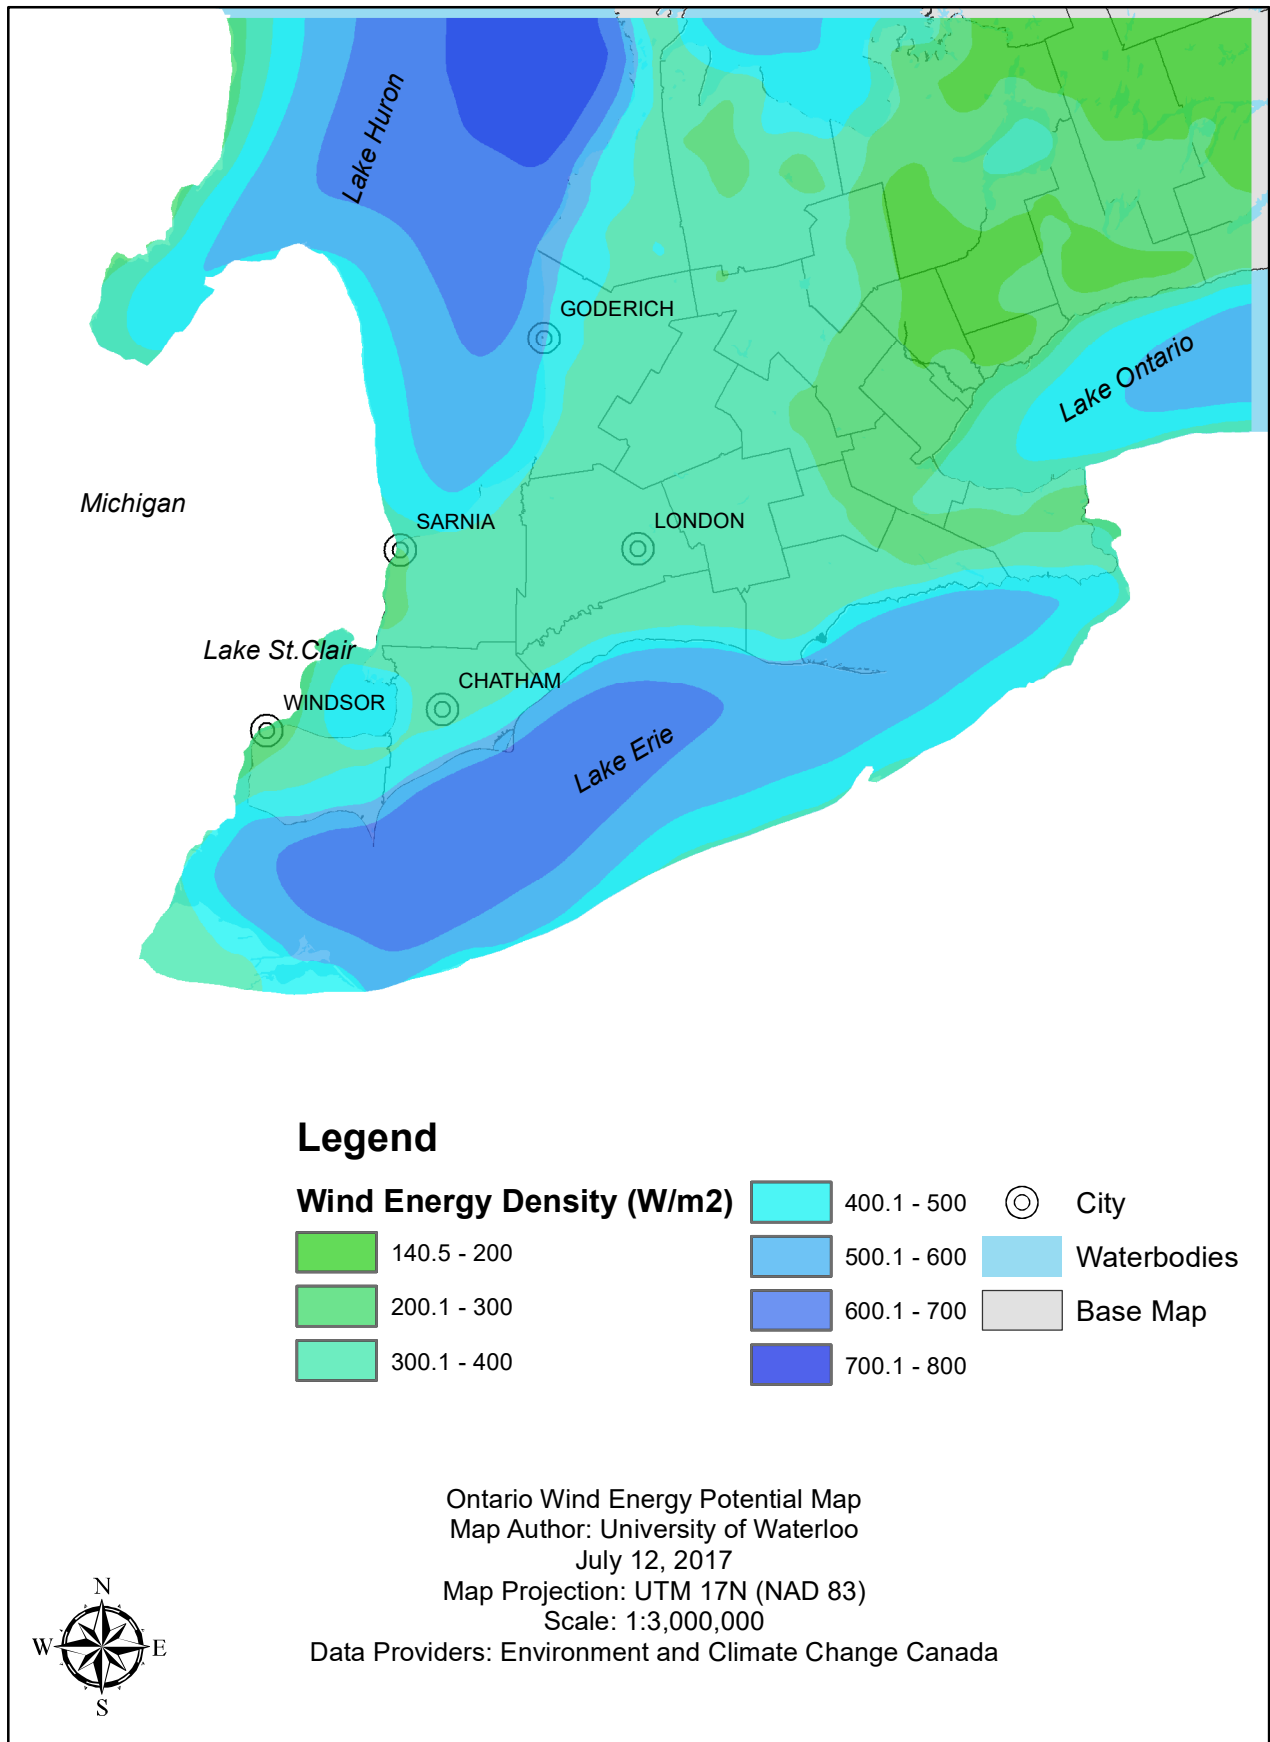 Lake Huron
GODERICH
Lake Ontario
Michigan
SARNIA
LONDON
Lake St.Clair
CHATHAM
WINDSOR
Lake Erie
Legend
Wind Energy Density (W/m2)
140.5 - 200
200.1 - 300
300.1 - 400
400.1 - 500
500.1 - 600
600.1 - 700
700.1 - 800
City
Waterbodies
Base Map
Ontario Wind Energy Potential Map
Map Author: University of Waterloo
July 12, 2017
Map Projection: UTM 17N (NAD 83)
Scale: 1:3,000,000
Data Providers: Environment and Climate Change Canada
N
W E
S